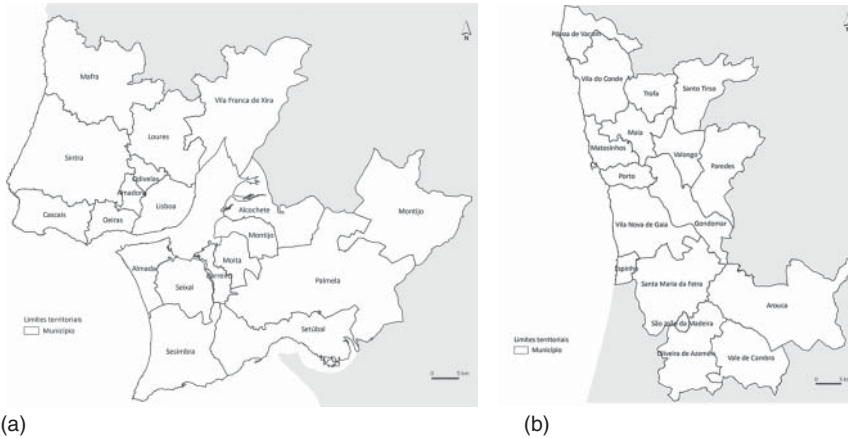 N
Mafra
Vila Franca de Xira
Loures
Sintra
Odivelas
Amadora
Cascais
Oeiras
Lisboa
Alcochete
Montijo
Montijo
Moita
Barreiro
Almada
Seixal
Palmela
Setúbal
Sesimbra
Limites territoriais
Município
0 5 km
(a)
N
Póvoa de Varzim
Vila do Conde
Trofa
Santo Tirso
Maia
Matosinhos
Valongo
Paredes
Porto
Vila Nova de Gaia
Gondomar
Espinho
Santa Maria da Feira
Arouca
São João da Madeira
Oliveira de Azeméis
Vale de Cambra
Limites territoriais
Município
0 5 km
(b)